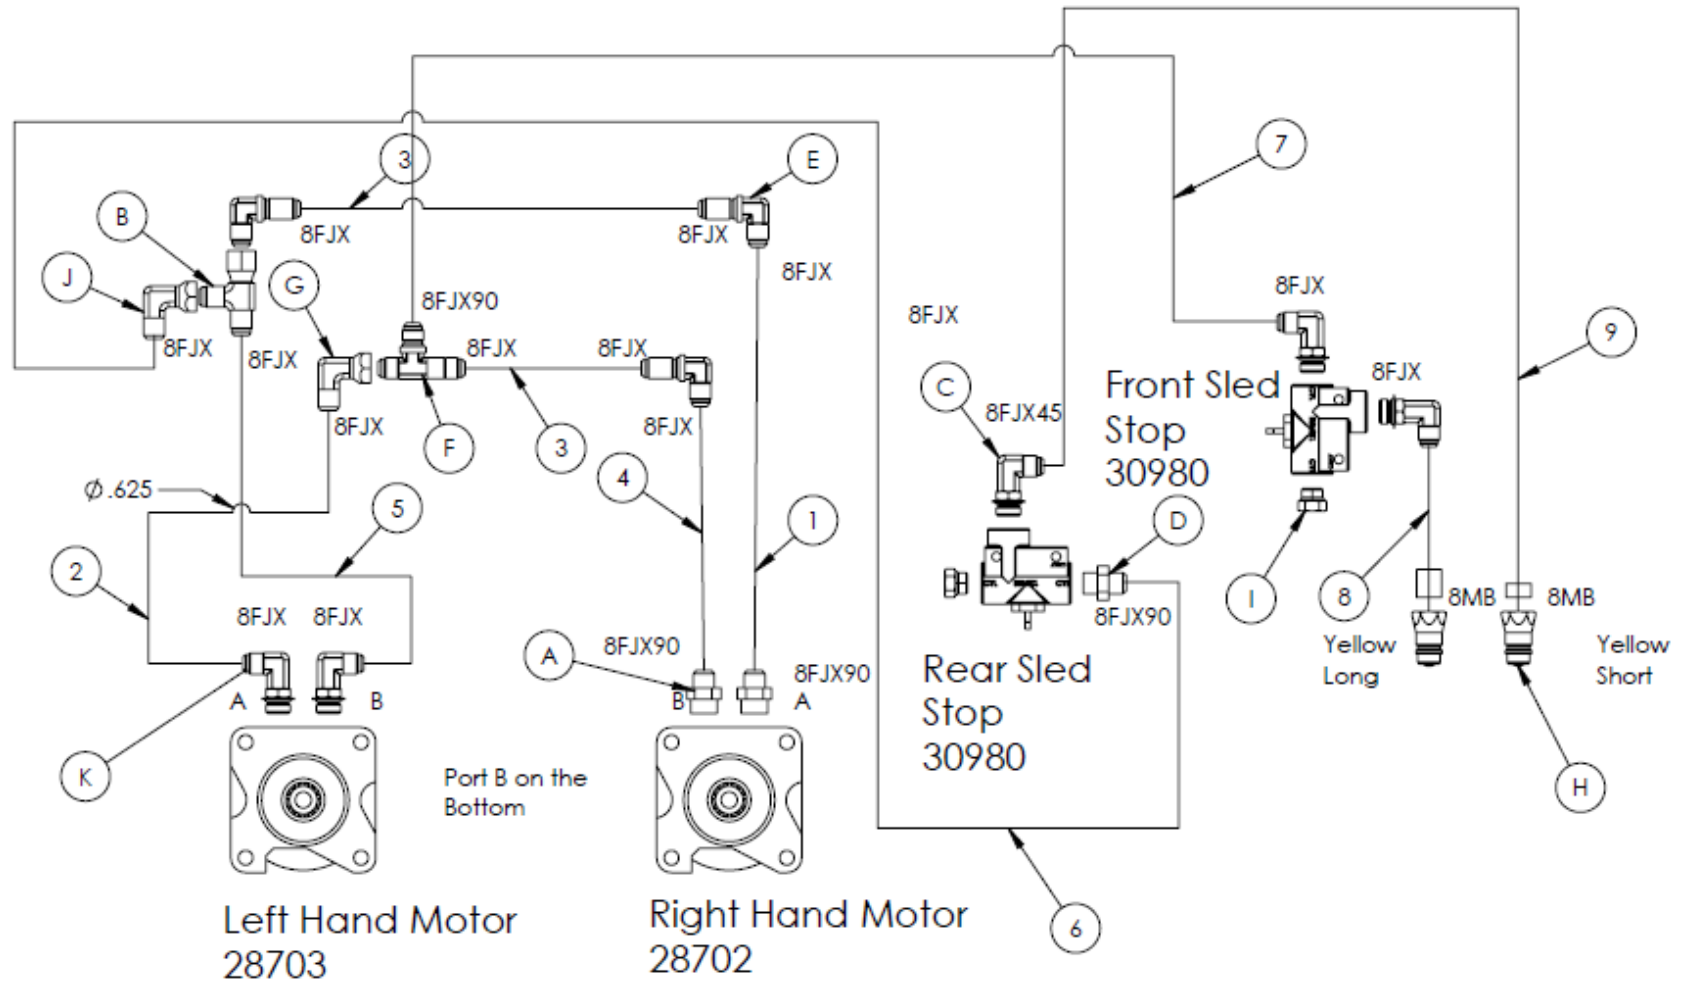 3
E
7
B
8FJX
8FJX
J
G
8FJX
8FJX
8FJX90
8FJX
9
8FJX
8FJX
8FJX
8FJX
Front Sled
Stop
30980
8FJX
C
8FJX45
8FJX
F
3
8FJX
4
Ø .625
5
1
D
2
I
8
8MB
8MB
8FJX
8FJX
8FJX90
8FJX90
Yellow
Long
Yellow
Short
A
8FJX90
Rear Sled
Stop
30980
A
B
B
A
K
Port B on the
Bottom
H
Left Hand Motor
28703
Right Hand Motor
28702
6